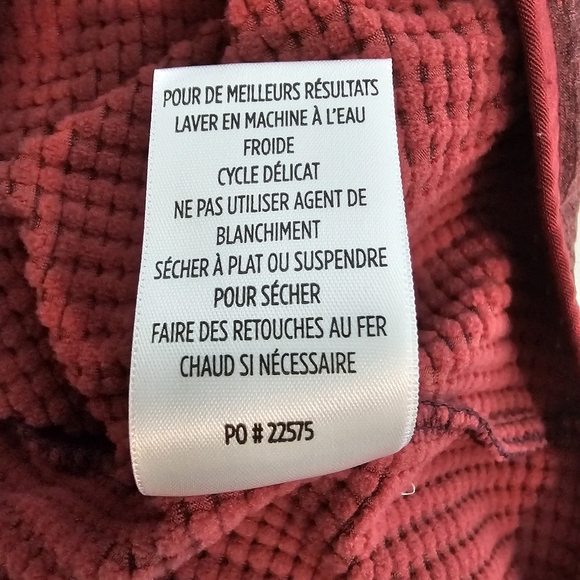 POUR DE MEILLEURS RÉSULTATS
LAVER EN MACHINE À L'EAU
FROIDE
CYCLE DÉLICAT
NE PAS UTILISER AGENT DE
BLANCHIMENT
SÉCHER À PLAT OU SUSPENDRE
POUR SÉCHER
FAIRE DES RETOUCHES AU FER
CHAUD SI NÉCESSAIRE
PO # 22575